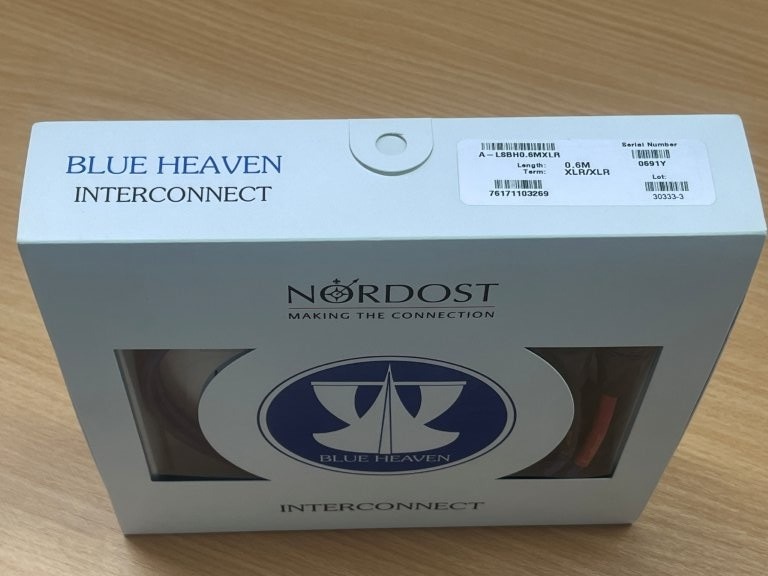 BLUE HEAVEN
INTERCONNECT
A-LSBH0.6MXLR
Length: 0.6M
Term: XLR/XLR
76171103269
Serial Number
0691Y
Lot:
30333-3
NORDOST
MAKING THE CONNECTION
BLUE HEAVEN
INTERCONNECT